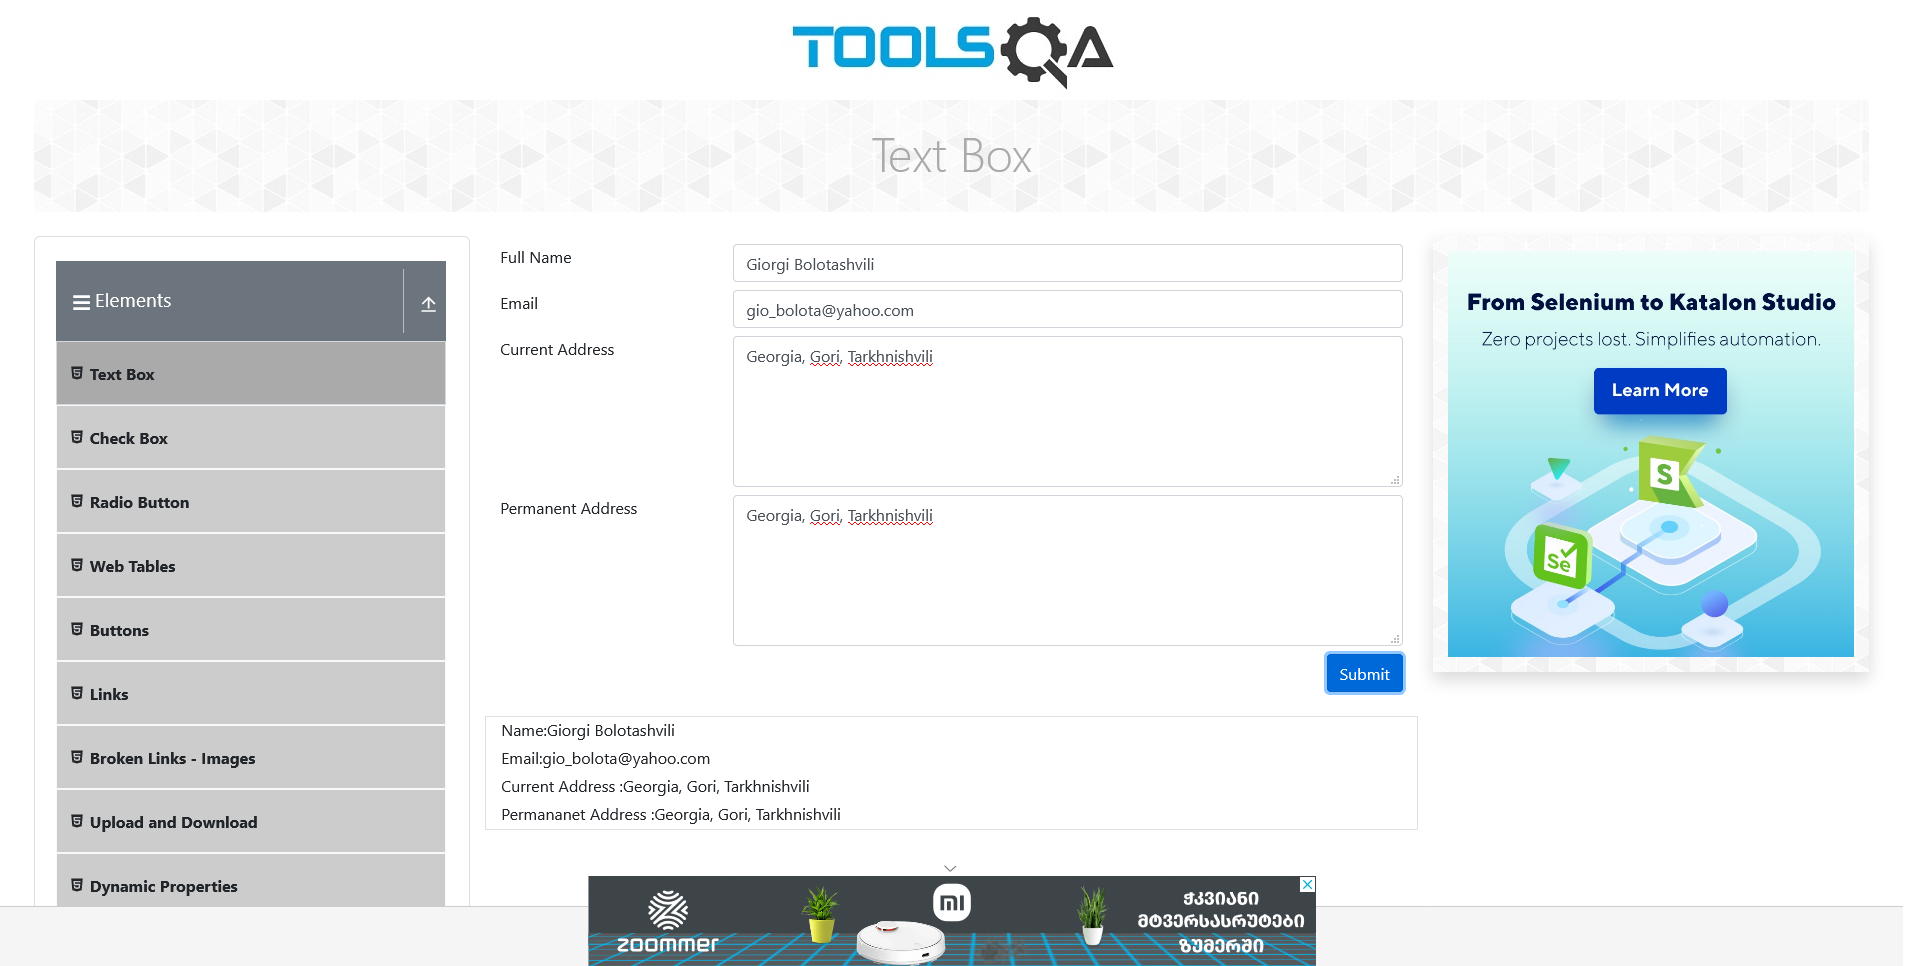 TOOLSQA
Text Box
Elements
Text Box
Check Box
Radio Button
Web Tables
Buttons
Links
Broken Links - Images
Upload and Download
Dynamic Properties
Full Name
Giorgi Bolotashvili
Email
gio_bolota@yahoo.com
Current Address
Georgia, Gori, Tarkhnishvili
Permanent Address
Georgia, Gori, Tarkhnishvili
Submit
Name:Giorgi Bolotashvili
Email:gio_bolota@yahoo.com
Current Address :Georgia, Gori, Tarkhnishvili
Permananet Address :Georgia, Gori, Tarkhnishvili
From Selenium to Katalon Studio
Zero projects lost. Simplifies automation.
Learn More
S
Se
zoommer
mi
ჭკვიანი
მტვერსასრუტები
ზუმერში